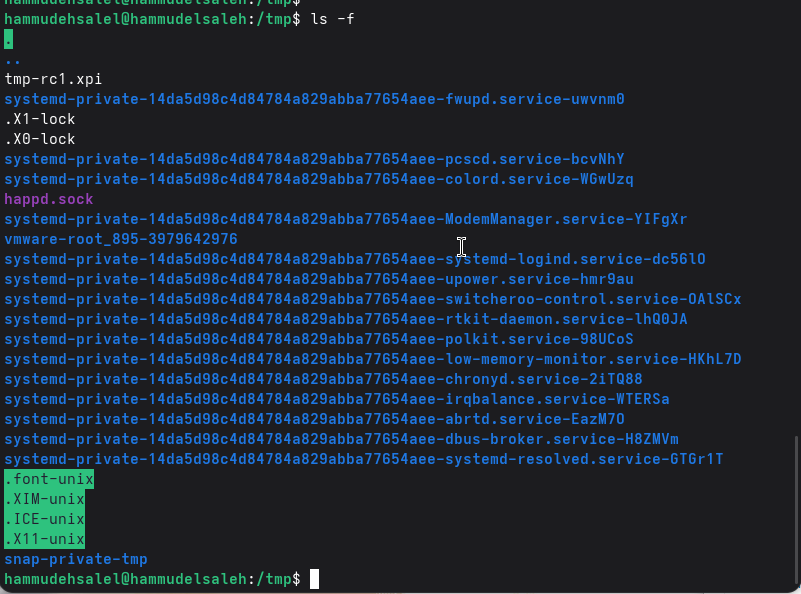 hammudehsalel@hammudelsaleh:/tmp$
hammudehsalel@hammudelsaleh:/tmp$ ls -f
.
..
tmp-rc1.xpi
systemd-private-14da5d98c4d84784a829abba77654aee-fwupd.service-uwvnm0
.X1-lock
.X0-lock
systemd-private-14da5d98c4d84784a829abba77654aee-pcscd.service-bcvNhY
systemd-private-14da5d98c4d84784a829abba77654aee-colord.service-WGwUzq
happd.sock
systemd-private-14da5d98c4d84784a829abba77654aee-ModemManager.service-YIFgXr
vmware-root_895-3979642976
systemd-private-14da5d98c4d84784a829abba77654aee-systemd-logind.service-dc56lO
systemd-private-14da5d98c4d84784a829abba77654aee-upower.service-hmr9au
systemd-private-14da5d98c4d84784a829abba77654aee-switcheroo-control.service-OAlSCx
systemd-private-14da5d98c4d84784a829abba77654aee-rtkit-daemon.service-lhQ0JA
systemd-private-14da5d98c4d84784a829abba77654aee-polkit.service-98UCoS
systemd-private-14da5d98c4d84784a829abba77654aee-low-memory-monitor.service-HKhL7D
systemd-private-14da5d98c4d84784a829abba77654aee-chronyd.service-2iTQ88
systemd-private-14da5d98c4d84784a829abba77654aee-irqbalance.service-WTERSa
systemd-private-14da5d98c4d84784a829abba77654aee-abrtd.service-EazM7O
systemd-private-14da5d98c4d84784a829abba77654aee-dbus-broker.service-H8ZMVm
systemd-private-14da5d98c4d84784a829abba77654aee-systemd-resolved.service-GTGr1T
.font-unix
.XIM-unix
.ICE-unix
.X11-unix
snap-private-tmp
hammudehsalel@hammudelsaleh:/tmp$